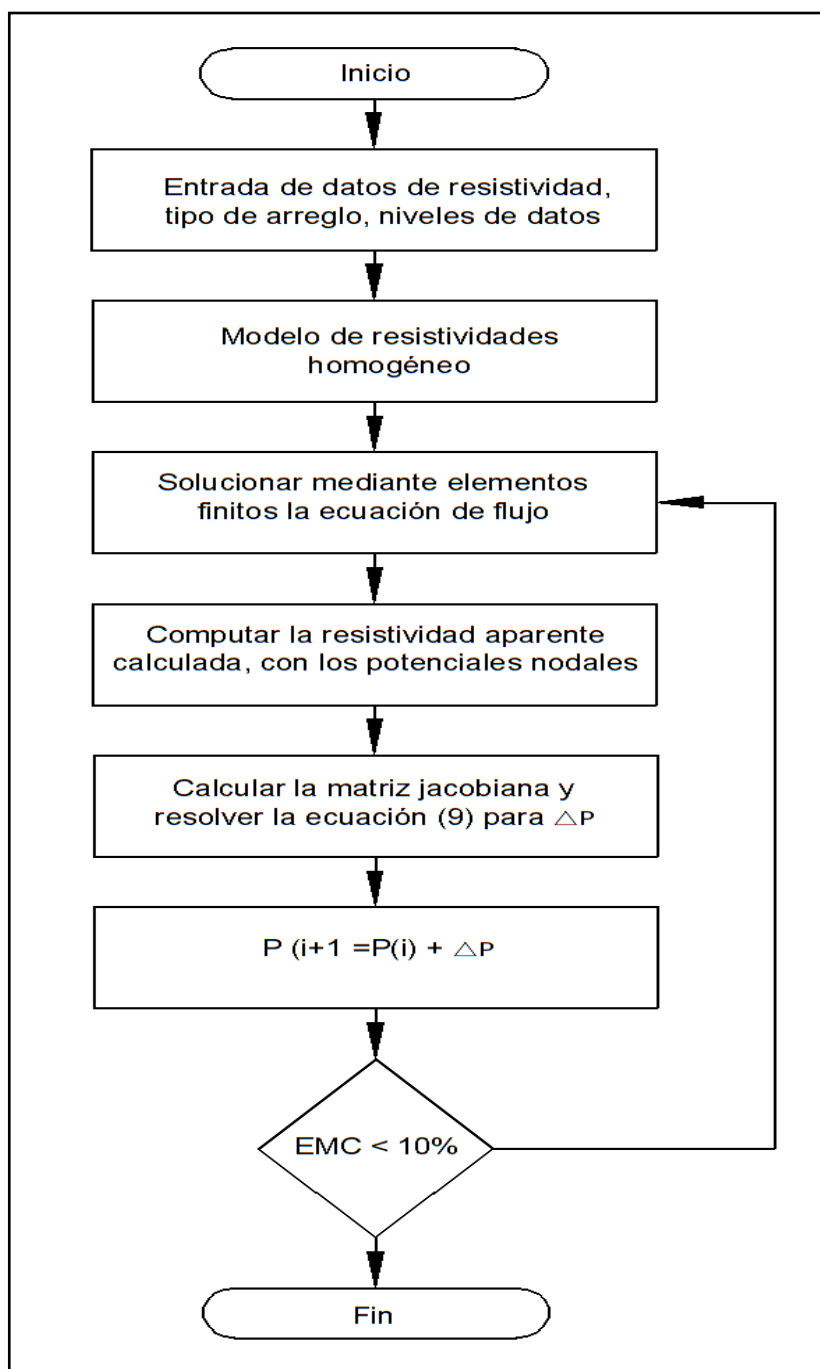 Inicio
Entrada de datos de resistividad,
tipo de arreglo, niveles de datos
Modelo de resistividades
homogéneo
Solucionar mediante elementos
finitos la ecuación de flujo
Computar la resistividad aparente
calculada, con los potenciales nodales
Calcular la matriz jacobiana y
resolver la ecuación (9) para △P
P (i+1 =P(i) + △P
EMC < 10%
Fin